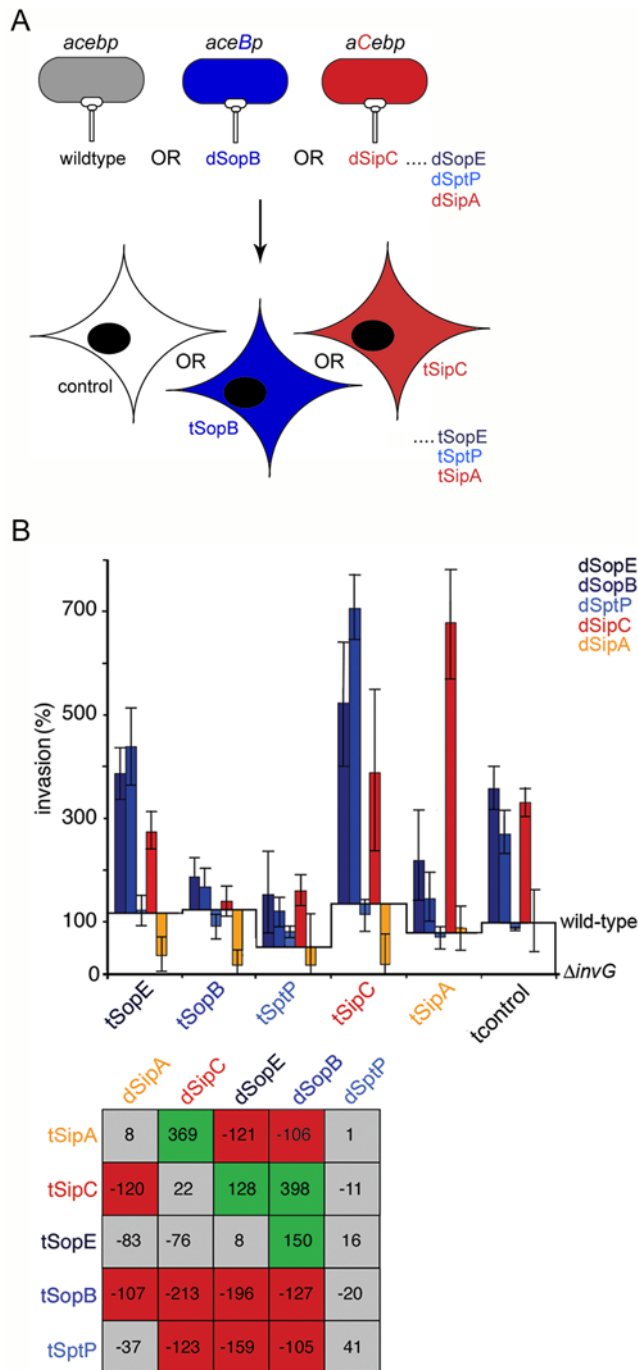 A
acebp aceBp aCebp
wildtype OR dSopB OR dSipC .... dSopE
dSptP
dSipA
control OR tSopB OR tSipC
.... tSopE
tSptP
tSipA
B
dSopE
dSopB
dSptP
dSipC
dSipA
invasion (%)
700
500
300
100
0
wild-type
ΔinvG
tSopE tSopB tSptP tSipC tSipA tcontrol
dSipA dSipC dSopE dSopB dSptP
tSipA 8 369 -121 -106 1
tSipC -120 22 128 398 -11
tSopE -83 -76 8 150 16
tSopB -107 -213 -196 -127 -20
tSptP -37 -123 -159 -105 41